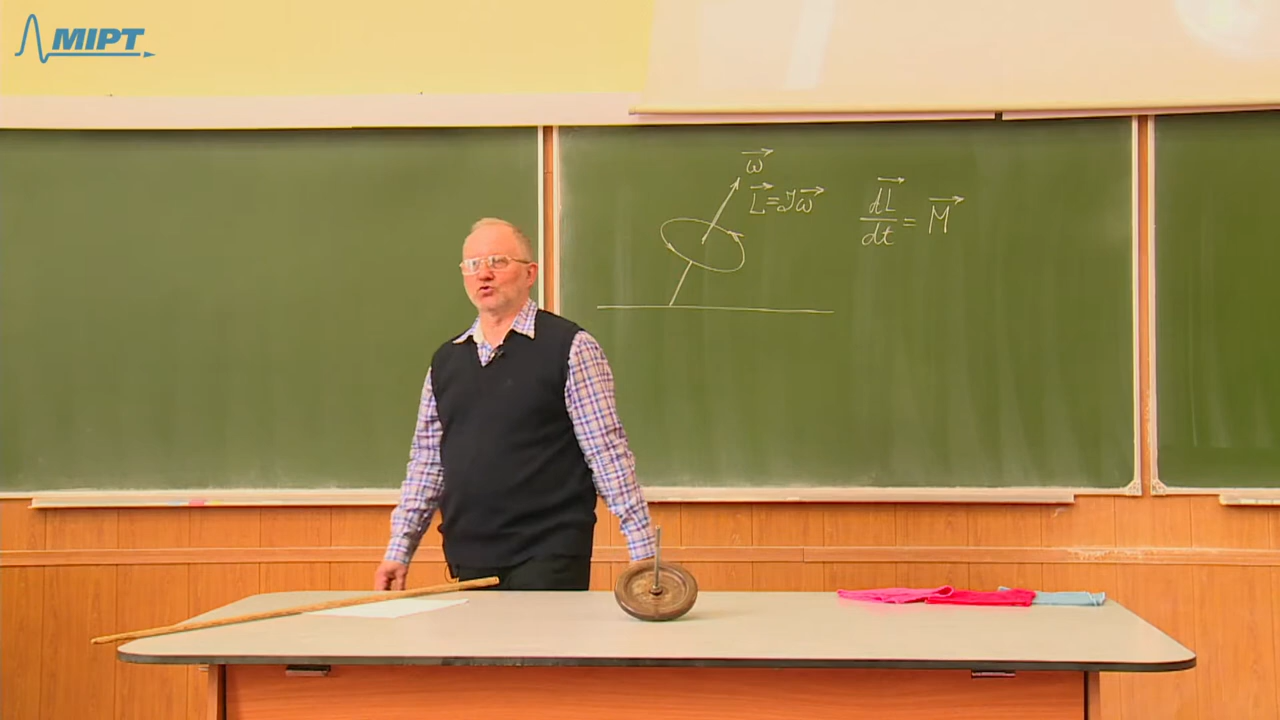 MIPT
ω⃗
L⃗=Jω⃗
dL⃗/dt = M⃗